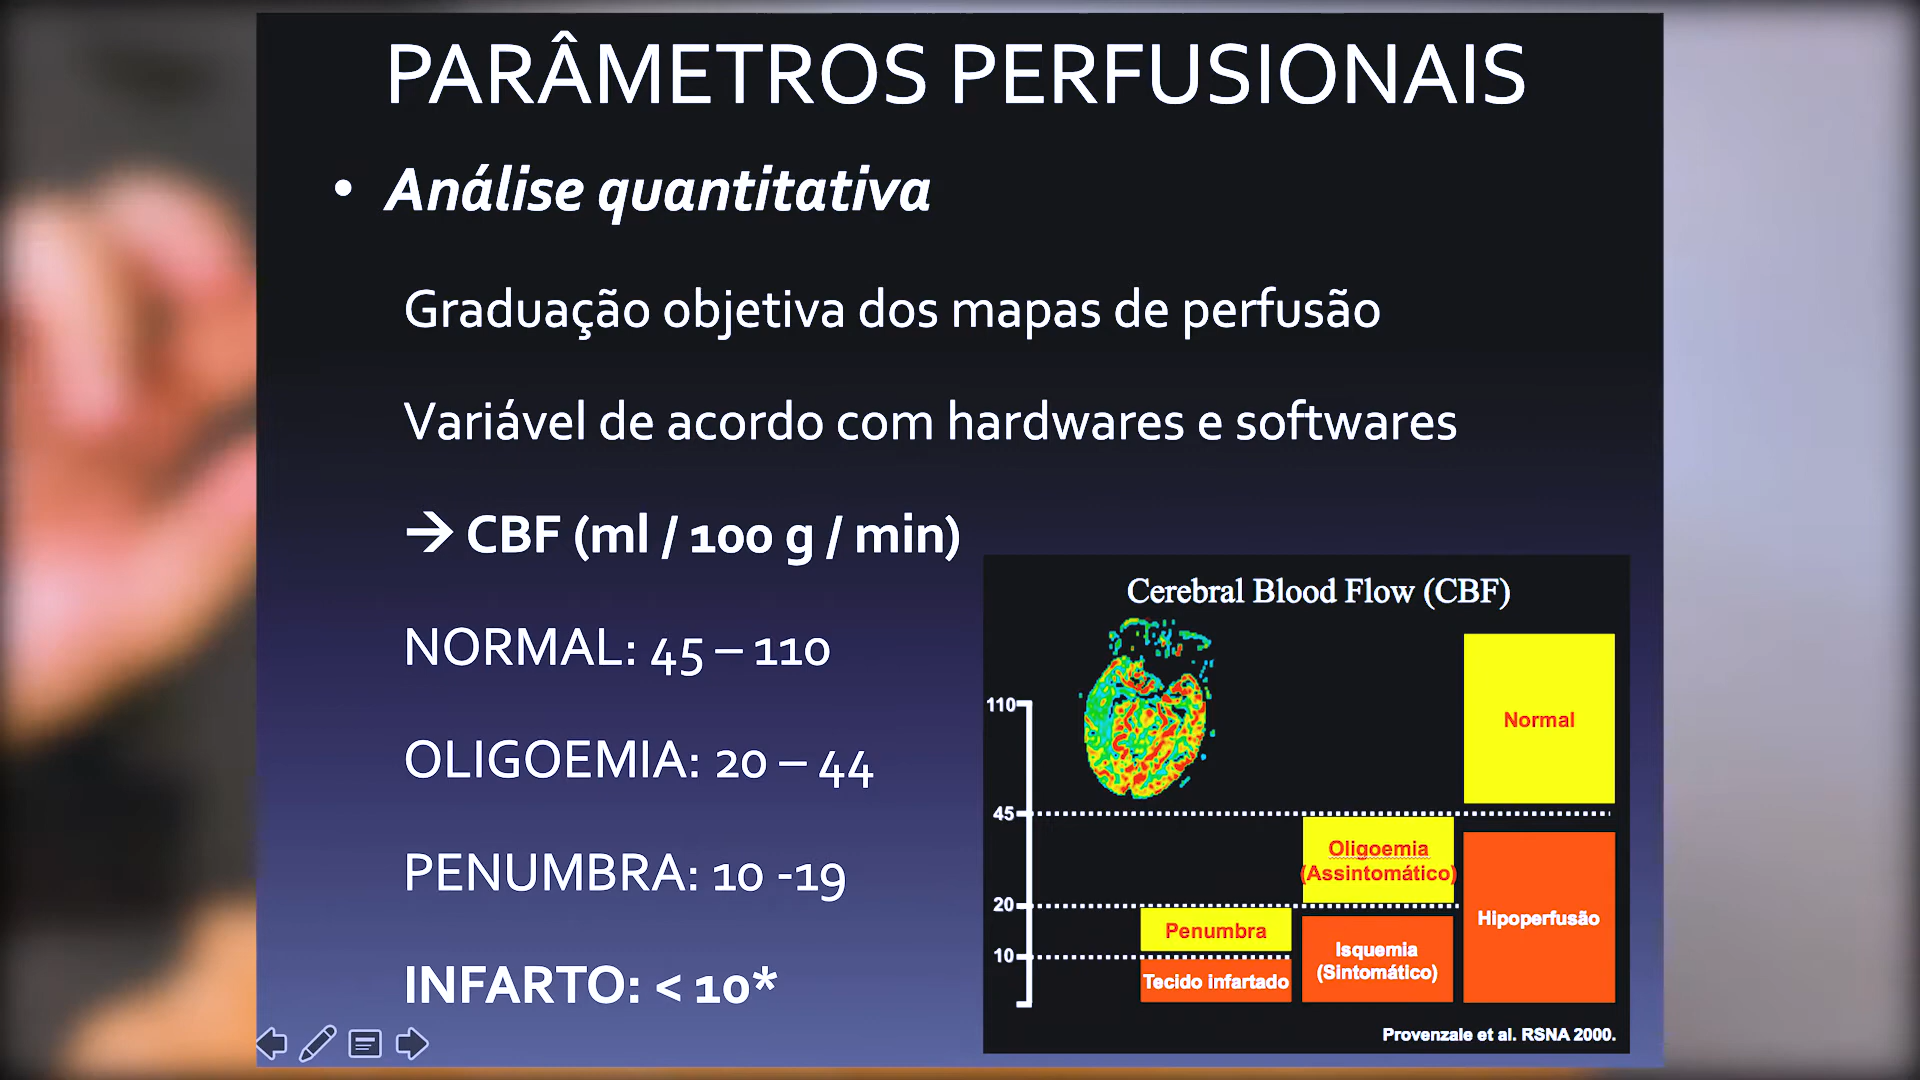 PARÂMETROS PERFUSIONAIS
• Análise quantitativa
Graduação objetiva dos mapas de perfusão
Variável de acordo com hardwares e softwares
→ CBF (ml / 100 g / min)
NORMAL: 45 – 110
OLIGOEMIA: 20 – 44
PENUMBRA: 10 -19
INFARTO: < 10*
Cerebral Blood Flow (CBF)
110
45
20
10
Normal
Oligoemia
(Assintomático)
Hipoperfusão
Penumbra
Isquemia
(Sintomático)
Tecido infartado
Provenzale et al. RSNA 2000.